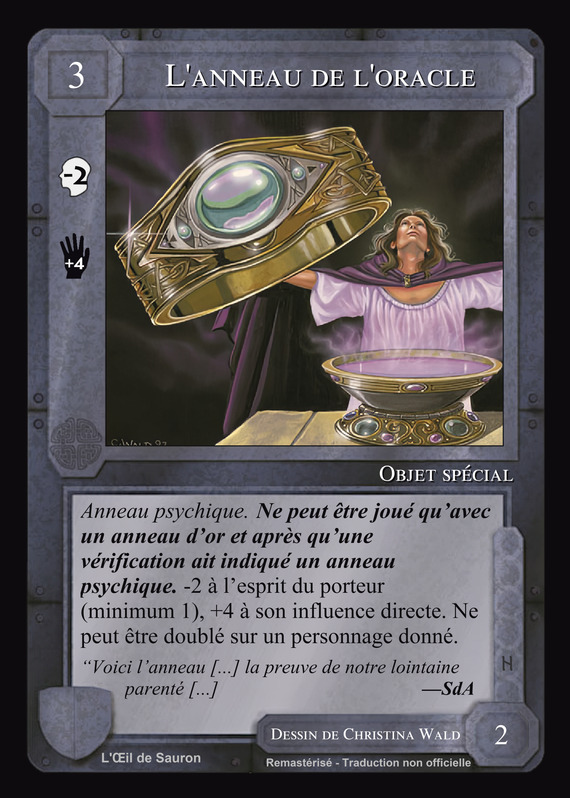 3
L'ANNEAU DE L'ORACLE
-2
+4
C.WALD 97
OBJET SPÉCIAL
Anneau psychique. Ne peut être joué qu’avec
un anneau d’or et après qu’une
vérification ait indiqué un anneau
psychique. -2 à l’esprit du porteur
(minimum 1), +4 à son influence directe. Ne
peut être doublé sur un personnage donné.
“Voici l’anneau [...] la preuve de notre lointaine
parenté [...]
—SdA
DESSIN DE CHRISTINA WALD
2
L'Œil de Sauron
Remastérisé - Traduction non officielle